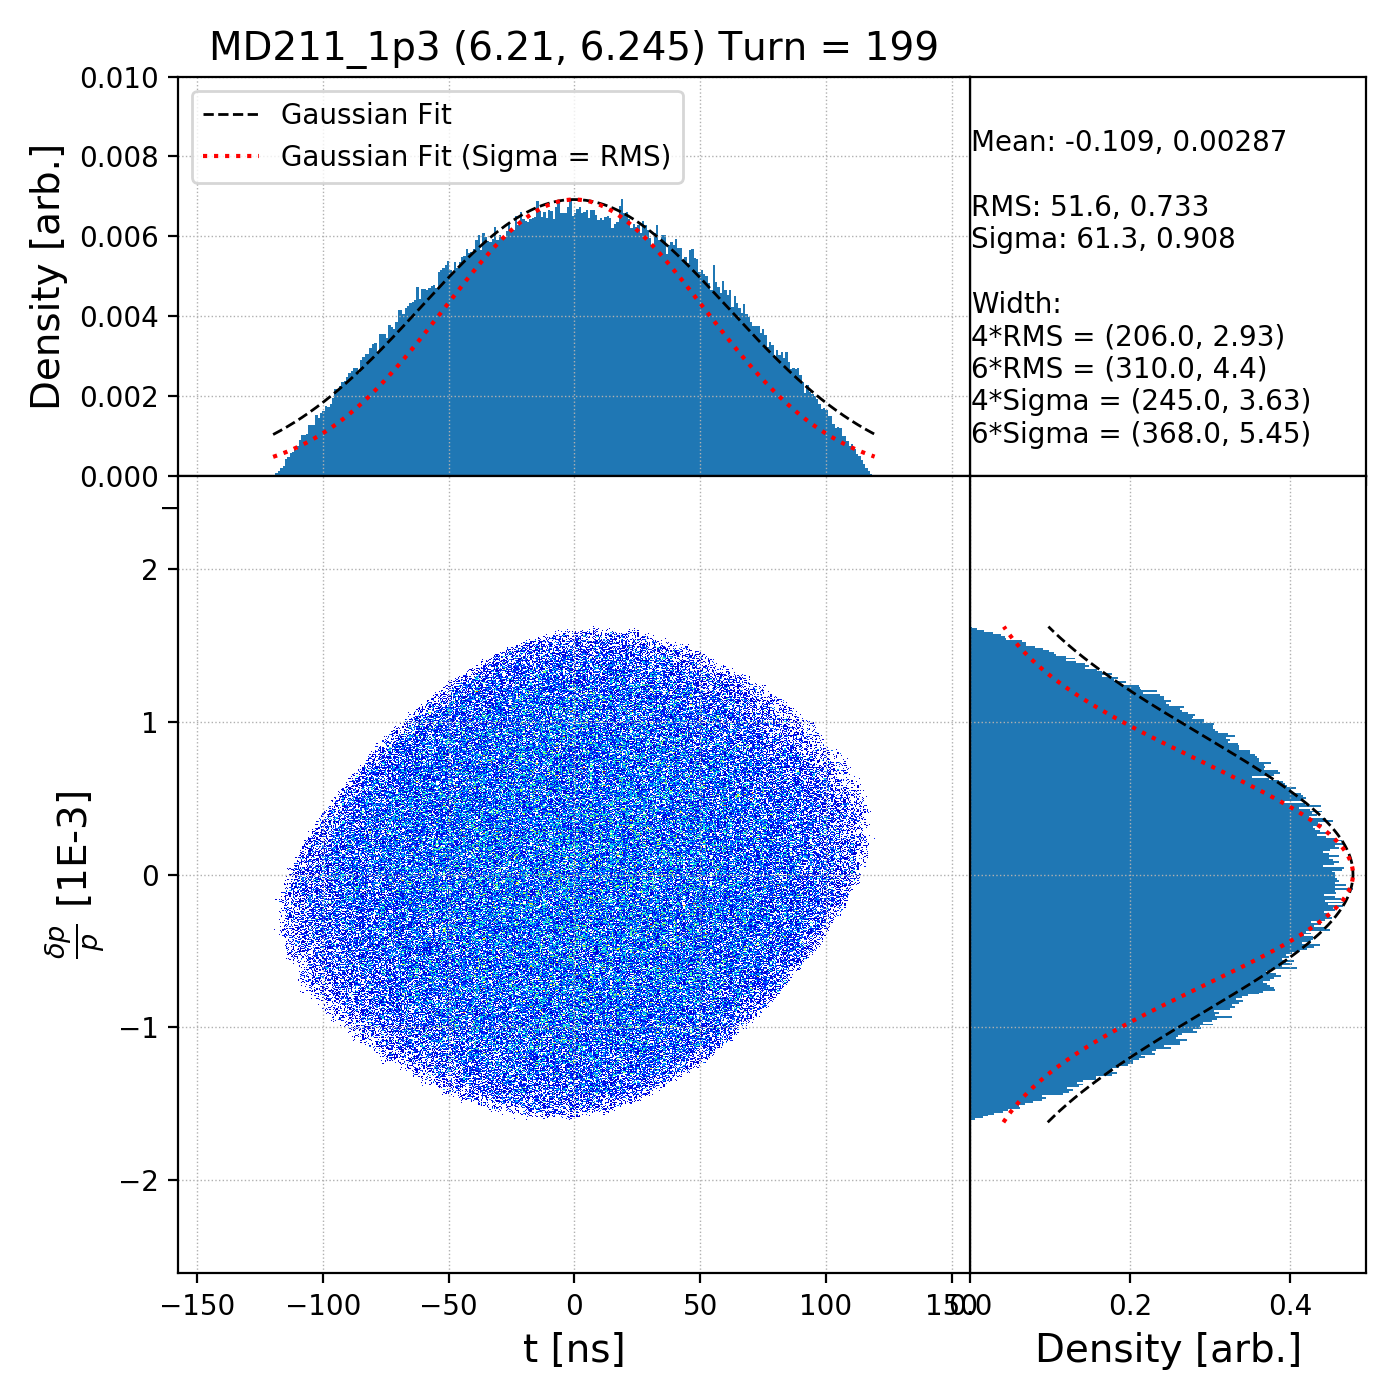 MD211_1p3 (6.21, 6.245) Turn = 199
Density [arb.]
0.010
0.008
0.006
0.004
0.002
0.000
Gaussian Fit
Gaussian Fit (Sigma = RMS)
Mean: -0.109, 0.00287
RMS: 51.6, 0.733
Sigma: 61.3, 0.908
Width:
4*RMS = (206.0, 2.93)
6*RMS = (310.0, 4.4)
4*Sigma = (245.0, 3.63)
6*Sigma = (368.0, 5.45)
δp/p [1E-3]
2
1
0
−1
−2
−150 −100 −50 0 50 100 150
t [ns]
0.0 0.2 0.4
Density [arb.]